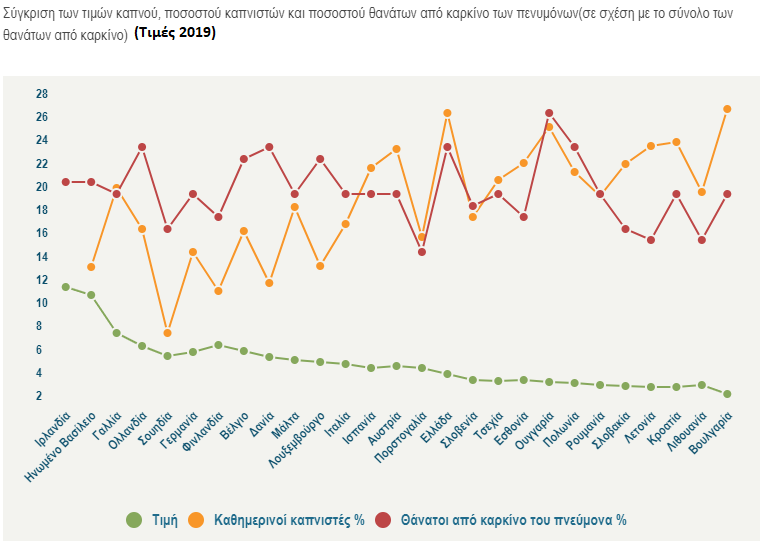 Σύγκριση των τιμών καπνού, ποσοστού καπνιστών και ποσοστού θανάτων από καρκίνο των πενυμόνων(σε σχέση με το σύνολο των
θανάτων από καρκίνο) (Τιμές 2019)
28
26
24
22
20
18
16
14
12
10
8
6
4
2
Ιρλανδία
Ηνωμένο Βασίλειο
Γαλλία
Ολλανδία
Σουηδία
Γερμανία
Φινλανδία
Βέλγιο
Δανία
Μάλτα
Λουξεμβούργο
Ιταλία
Ισπανία
Αυστρία
Πορστογαλία
Ελλάδα
Σλοβενία
Τσεχία
Εσθονία
Ουγγαρία
Πολωνία
Ρουμανία
Σλοβακία
Λετονία
Κροατία
Λιθουανία
Βουλγαρία
Τιμή Καθημερινοί καπνιστές % Θάνατοι από καρκίνο του πνεύμονα %